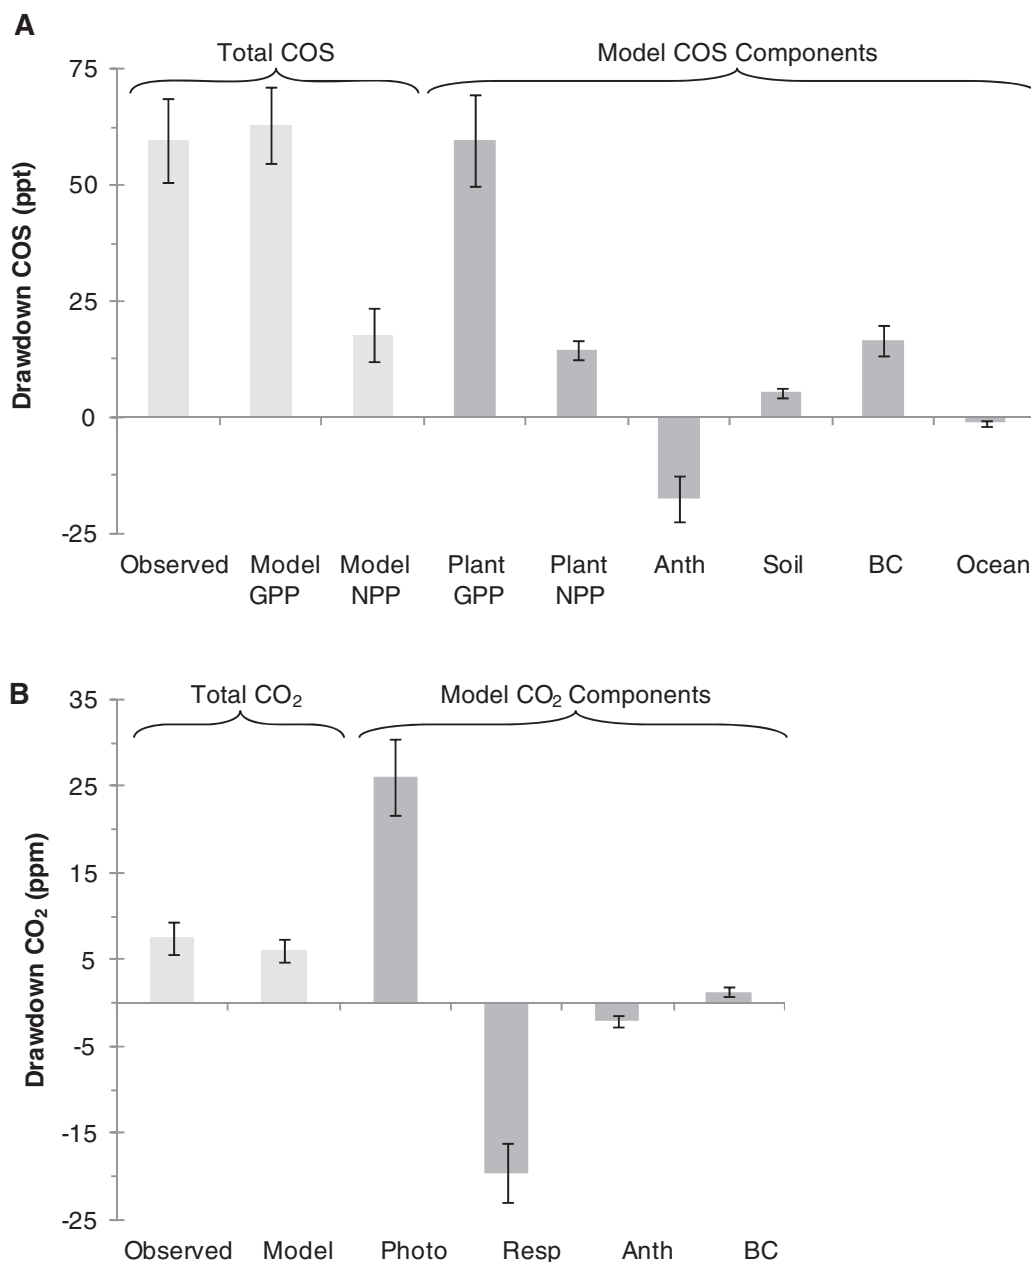 A
Total COS
Model COS Components
Drawdown COS (ppt)
75
50
25
0
-25
Observed Model GPP Model NPP Plant GPP Plant NPP Anth Soil BC Ocean
B
Total CO₂
Model CO₂ Components
Drawdown CO₂ (ppm)
35
25
15
5
-5
-15
-25
Observed Model Photo Resp Anth BC